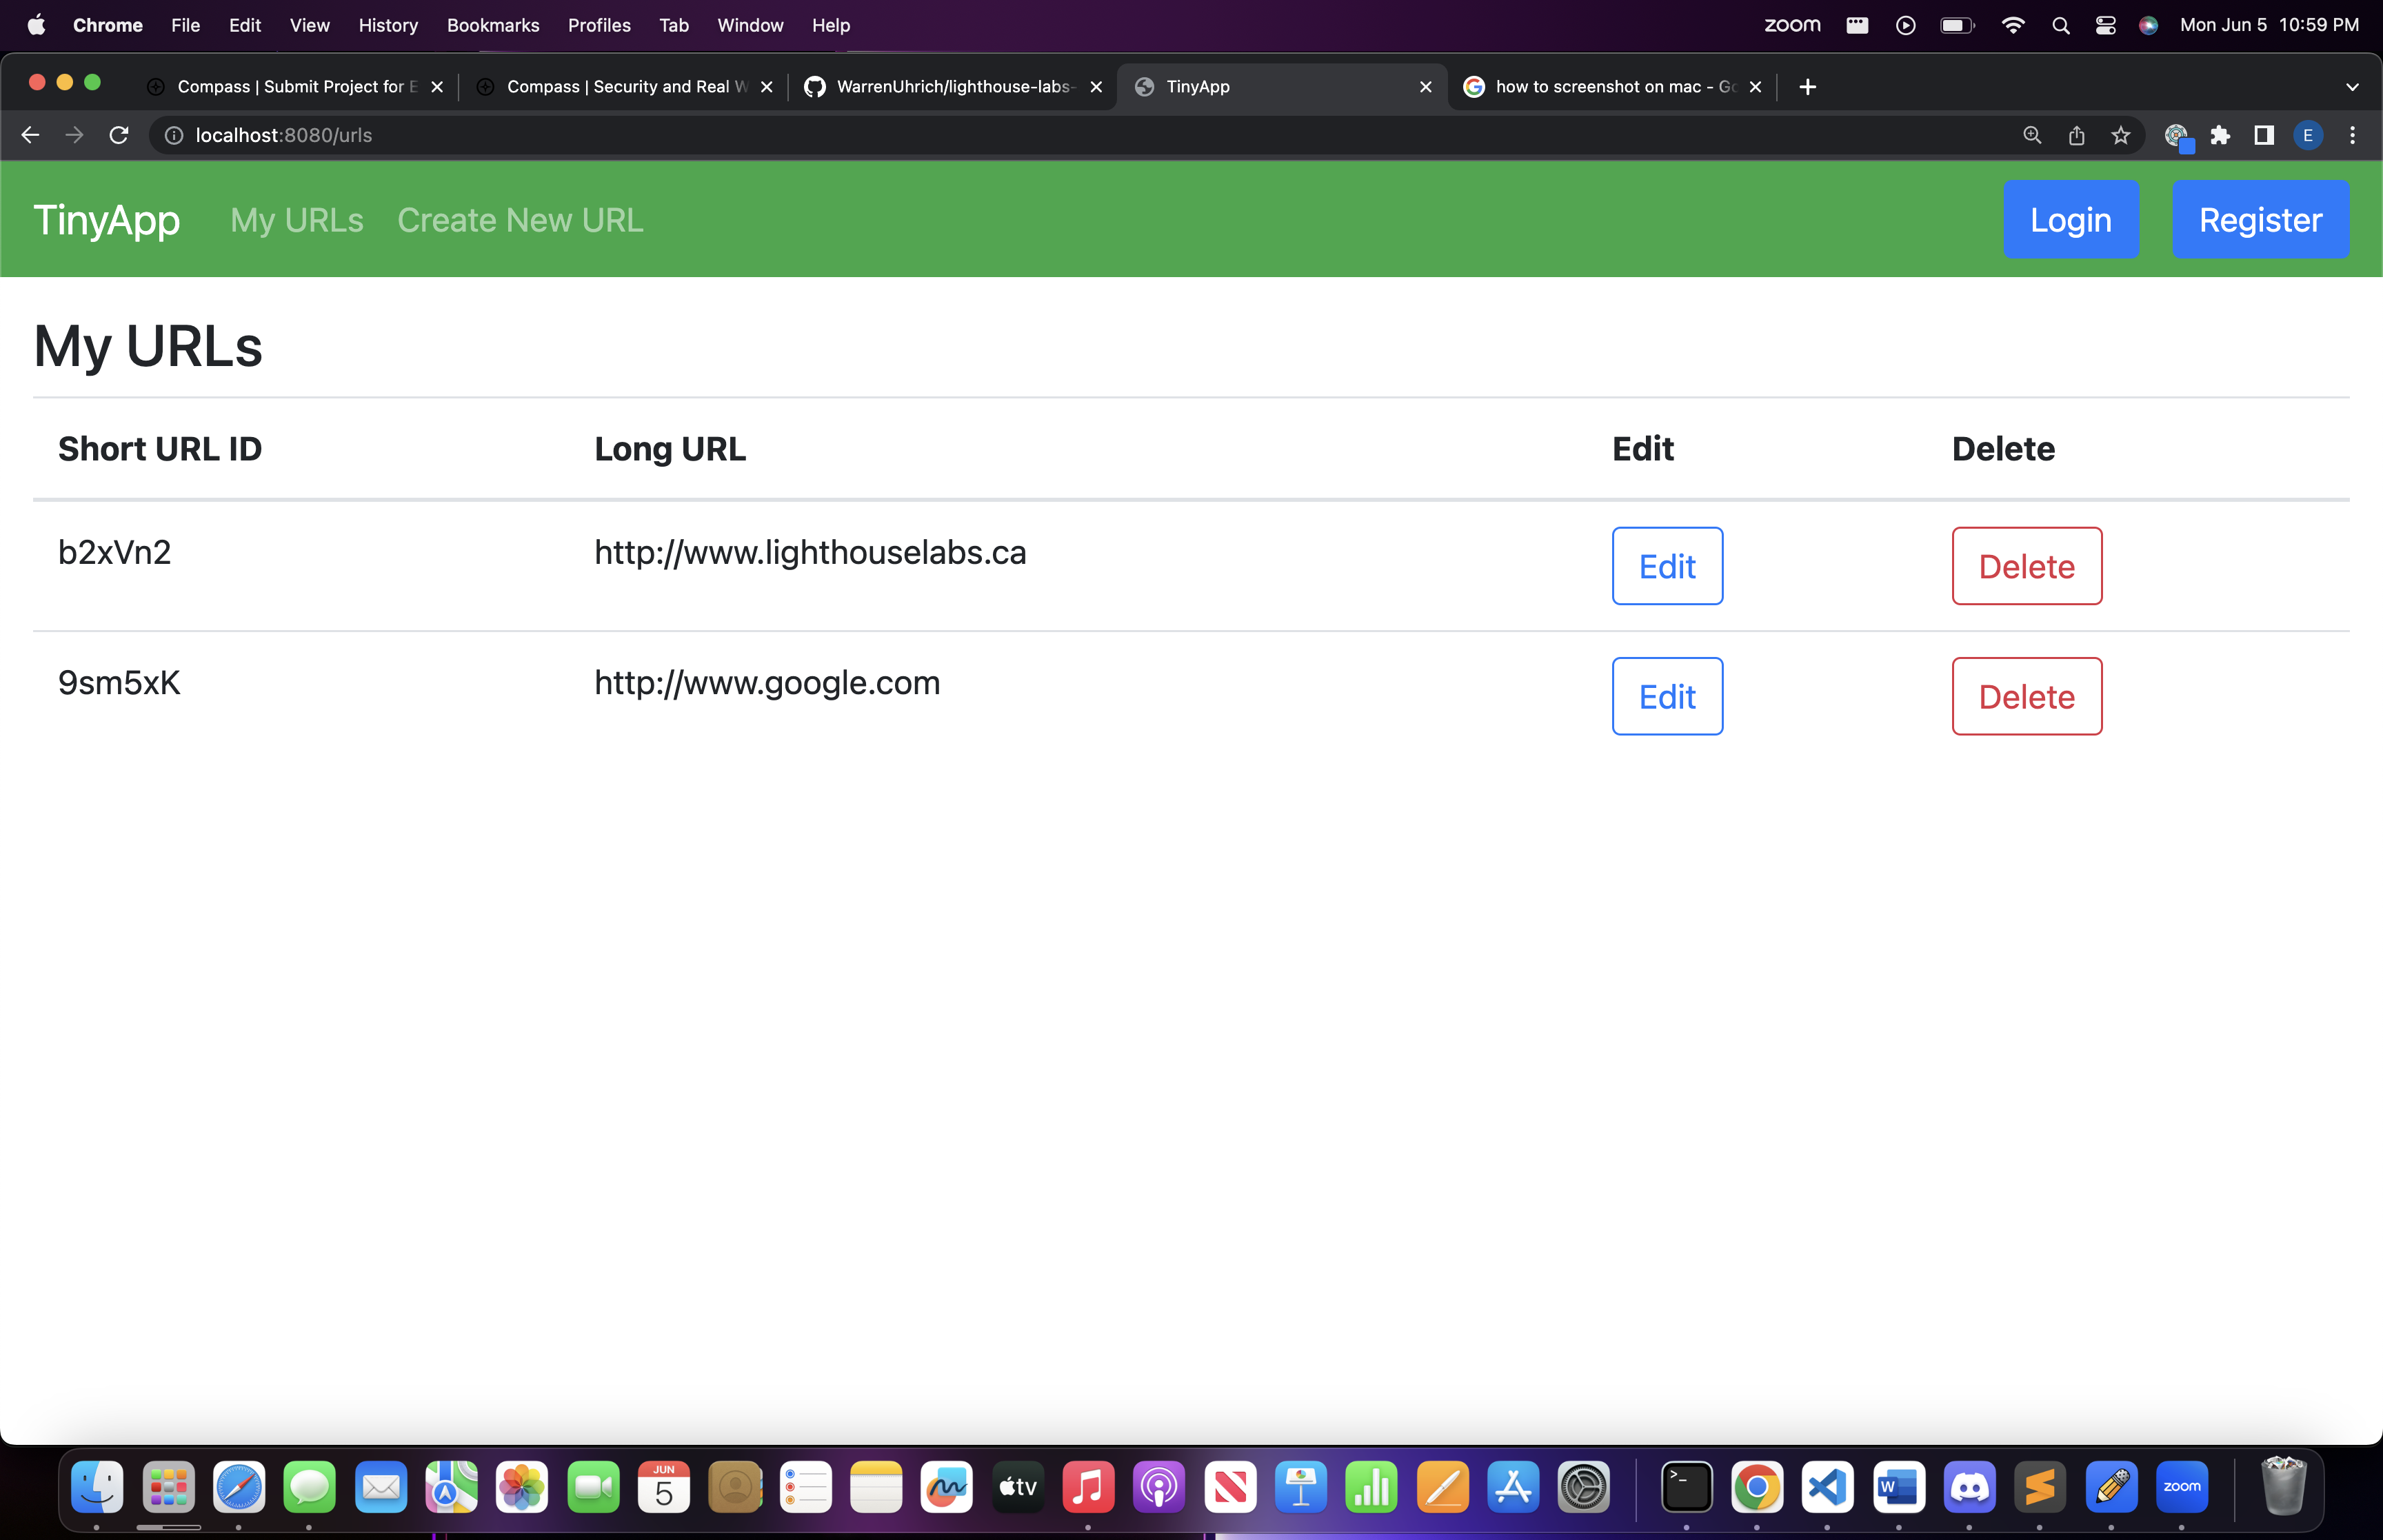 Chrome File Edit View History Bookmarks Profiles Tab Window Help zoom Mon Jun 5 10:59 PM
Compass | Submit Project for E Compass | Security and Real W WarrenUhrich/lighthouse-labs- TinyApp how to screenshot on mac - Go
localhost:8080/urls E
TinyApp My URLs Create New URL Login Register
My URLs
Short URL ID Long URL Edit Delete
b2xVn2 http://www.lighthouselabs.ca Edit Delete
9sm5xK http://www.google.com Edit Delete
JUN
5 tv >_ W zoom